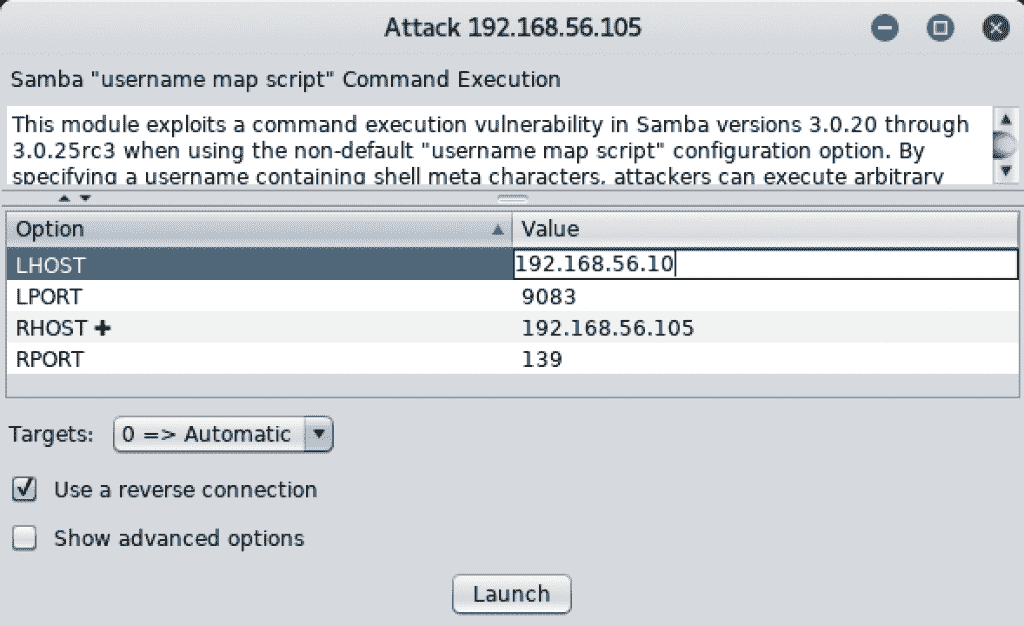 Attack 192.168.56.105
Samba "username map script" Command Execution
This module exploits a command execution vulnerability in Samba versions 3.0.20 through
3.0.25rc3 when using the non-default "username map script" configuration option. By
specifying a username containing shell meta characters, attackers can execute arbitrary
Option Value
LHOST 192.168.56.10
LPORT 9083
RHOST ✚ 192.168.56.105
RPORT 139
Targets: 0 => Automatic
Use a reverse connection
Show advanced options
Launch